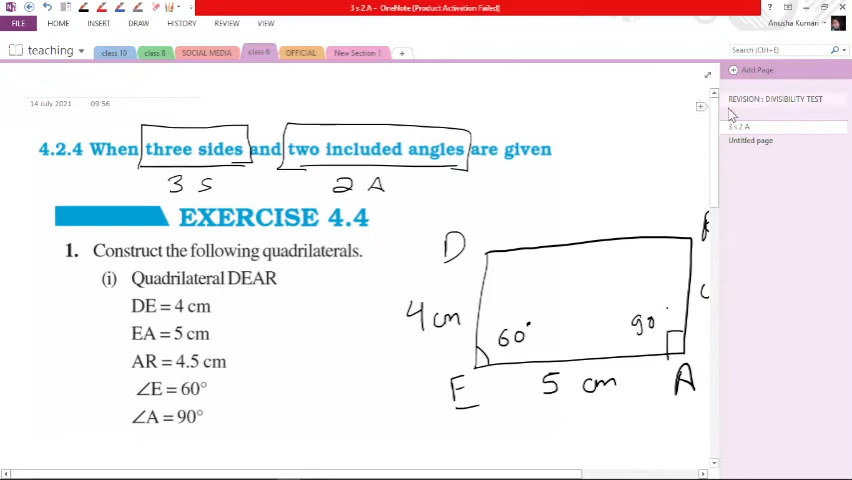 3 s 2 A - OneNote (Product Activation Failed)
FILE HOME INSERT DRAW HISTORY REVIEW VIEW
Anusha Kumari
teaching class 10 class 8 SOCIAL MEDIA class 6 OFFICIAL New Section 1 +
Search (Ctrl+E)
Add Page
REVISION : DIVISIBILITY TEST
3 s 2 A
Untitled page
14 July 2021 09:56
4.2.4 When three sides and two included angles are given
3 S 2 A
EXERCISE 4.4
1. Construct the following quadrilaterals.
(i) Quadrilateral DEAR
DE = 4 cm
EA = 5 cm
AR = 4.5 cm
∠E = 60°
∠A = 90°
D
4 cm
60° 90°
E 5 cm A